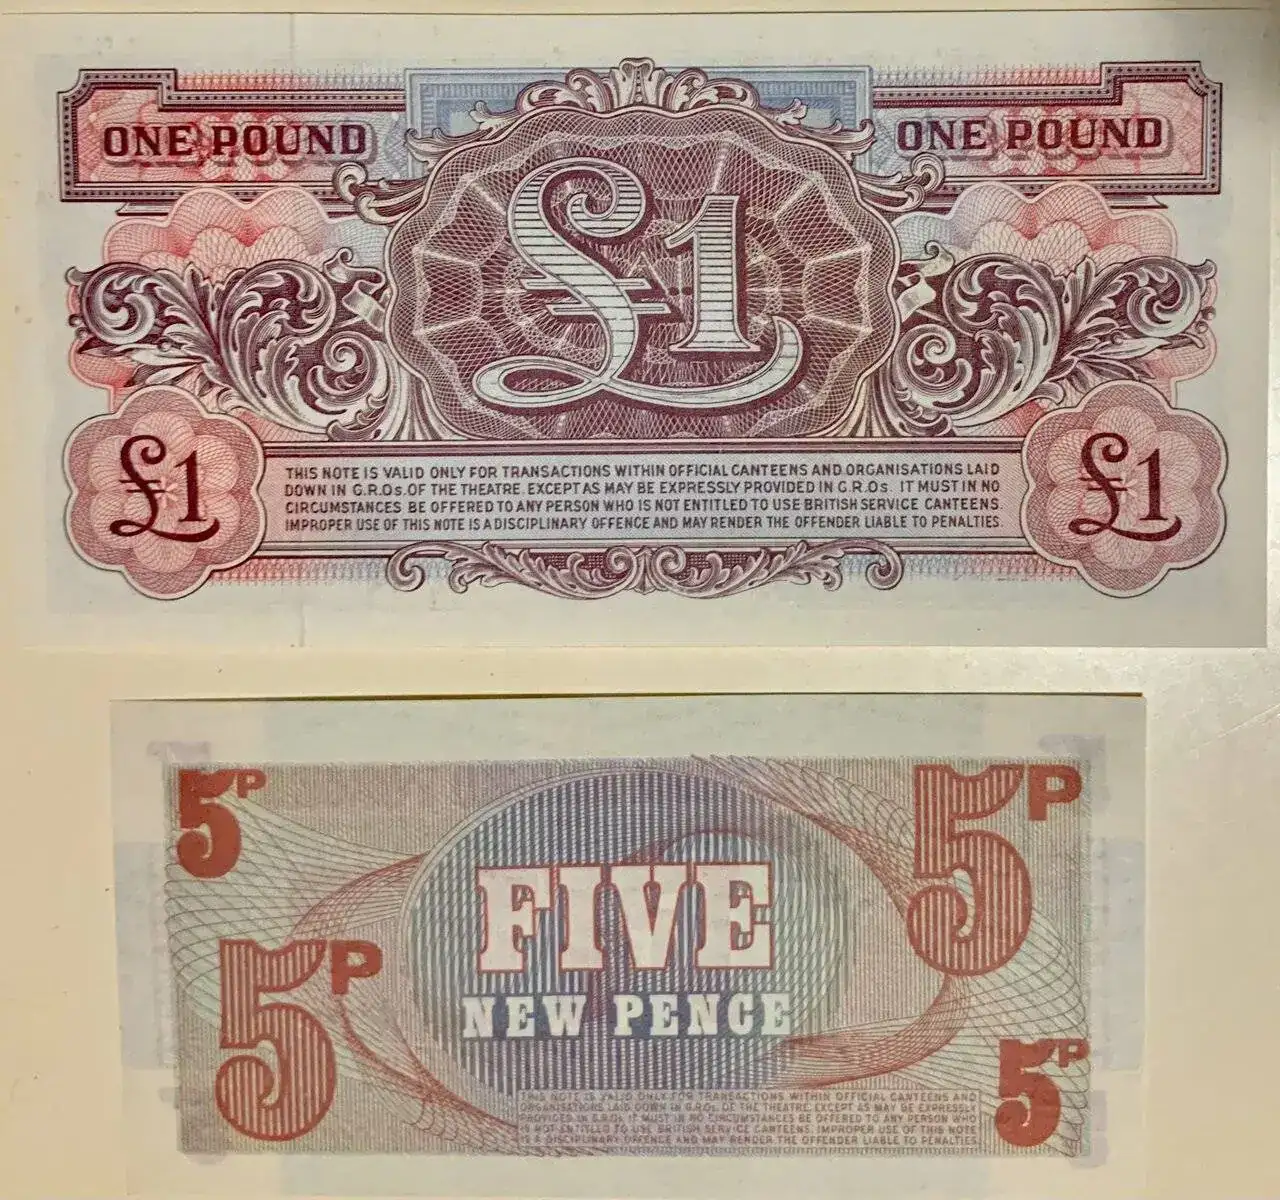 ONE POUND ONE POUND
£1
£1 £1
THIS NOTE IS VALID ONLY FOR TRANSACTIONS WITHIN OFFICIAL CANTEENS AND ORGANISATIONS LAID
DOWN IN G.R.Os. OF THE THEATRE. EXCEPT AS MAY BE EXPRESSLY PROVIDED IN G.R.Os. IT MUST IN NO
CIRCUMSTANCES BE OFFERED TO ANY PERSON WHO IS NOT ENTITLED TO USE BRITISH SERVICE CANTEENS.
IMPROPER USE OF THIS NOTE IS A DISCIPLINARY OFFENCE AND MAY RENDER THE OFFENDER LIABLE TO PENALTIES.
5P 5P
FIVE
NEW PENCE
5P 5P
THIS NOTE IS VALID ONLY FOR TRANSACTIONS WITHIN OFFICIAL CANTEENS AND
ORGANISATIONS LAID DOWN IN G.R.Os. OF THE THEATRE. EXCEPT AS MAY BE EXPRESSLY
PROVIDED IN G.R.Os. IT MUST IN NO CIRCUMSTANCES BE OFFERED TO ANY PERSON WHO
IS NOT ENTITLED TO USE BRITISH SERVICE CANTEENS. IMPROPER USE OF THIS NOTE
IS A DISCIPLINARY OFFENCE AND MAY RENDER THE OFFENDER LIABLE TO PENALTIES.